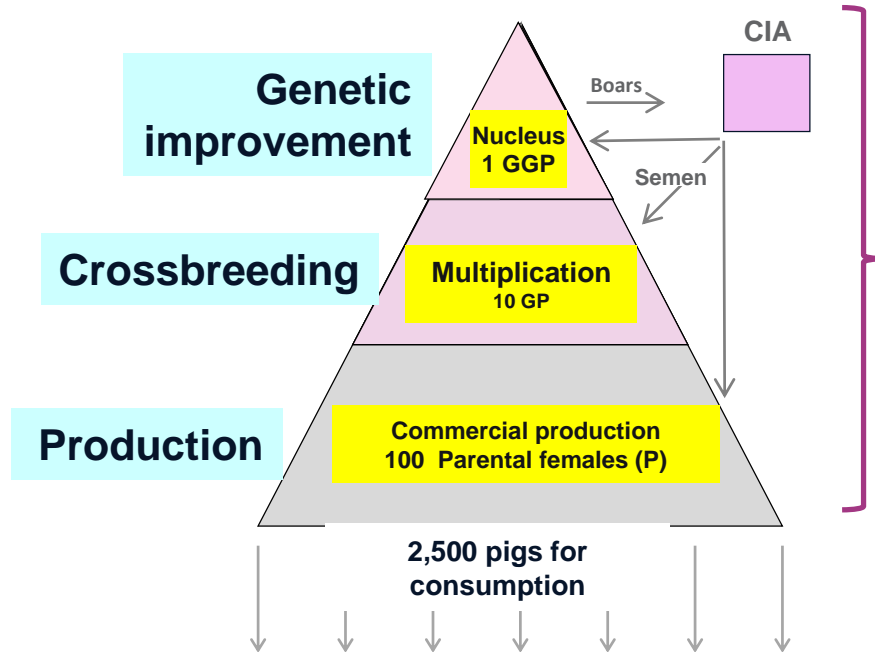 CIA
Genetic
improvement
Boars
Nucleus
1 GGP
Semen
Crossbreeding
Multiplication
10 GP
Production
Commercial production
100 Parental females (P)
2,500 pigs for
consumption